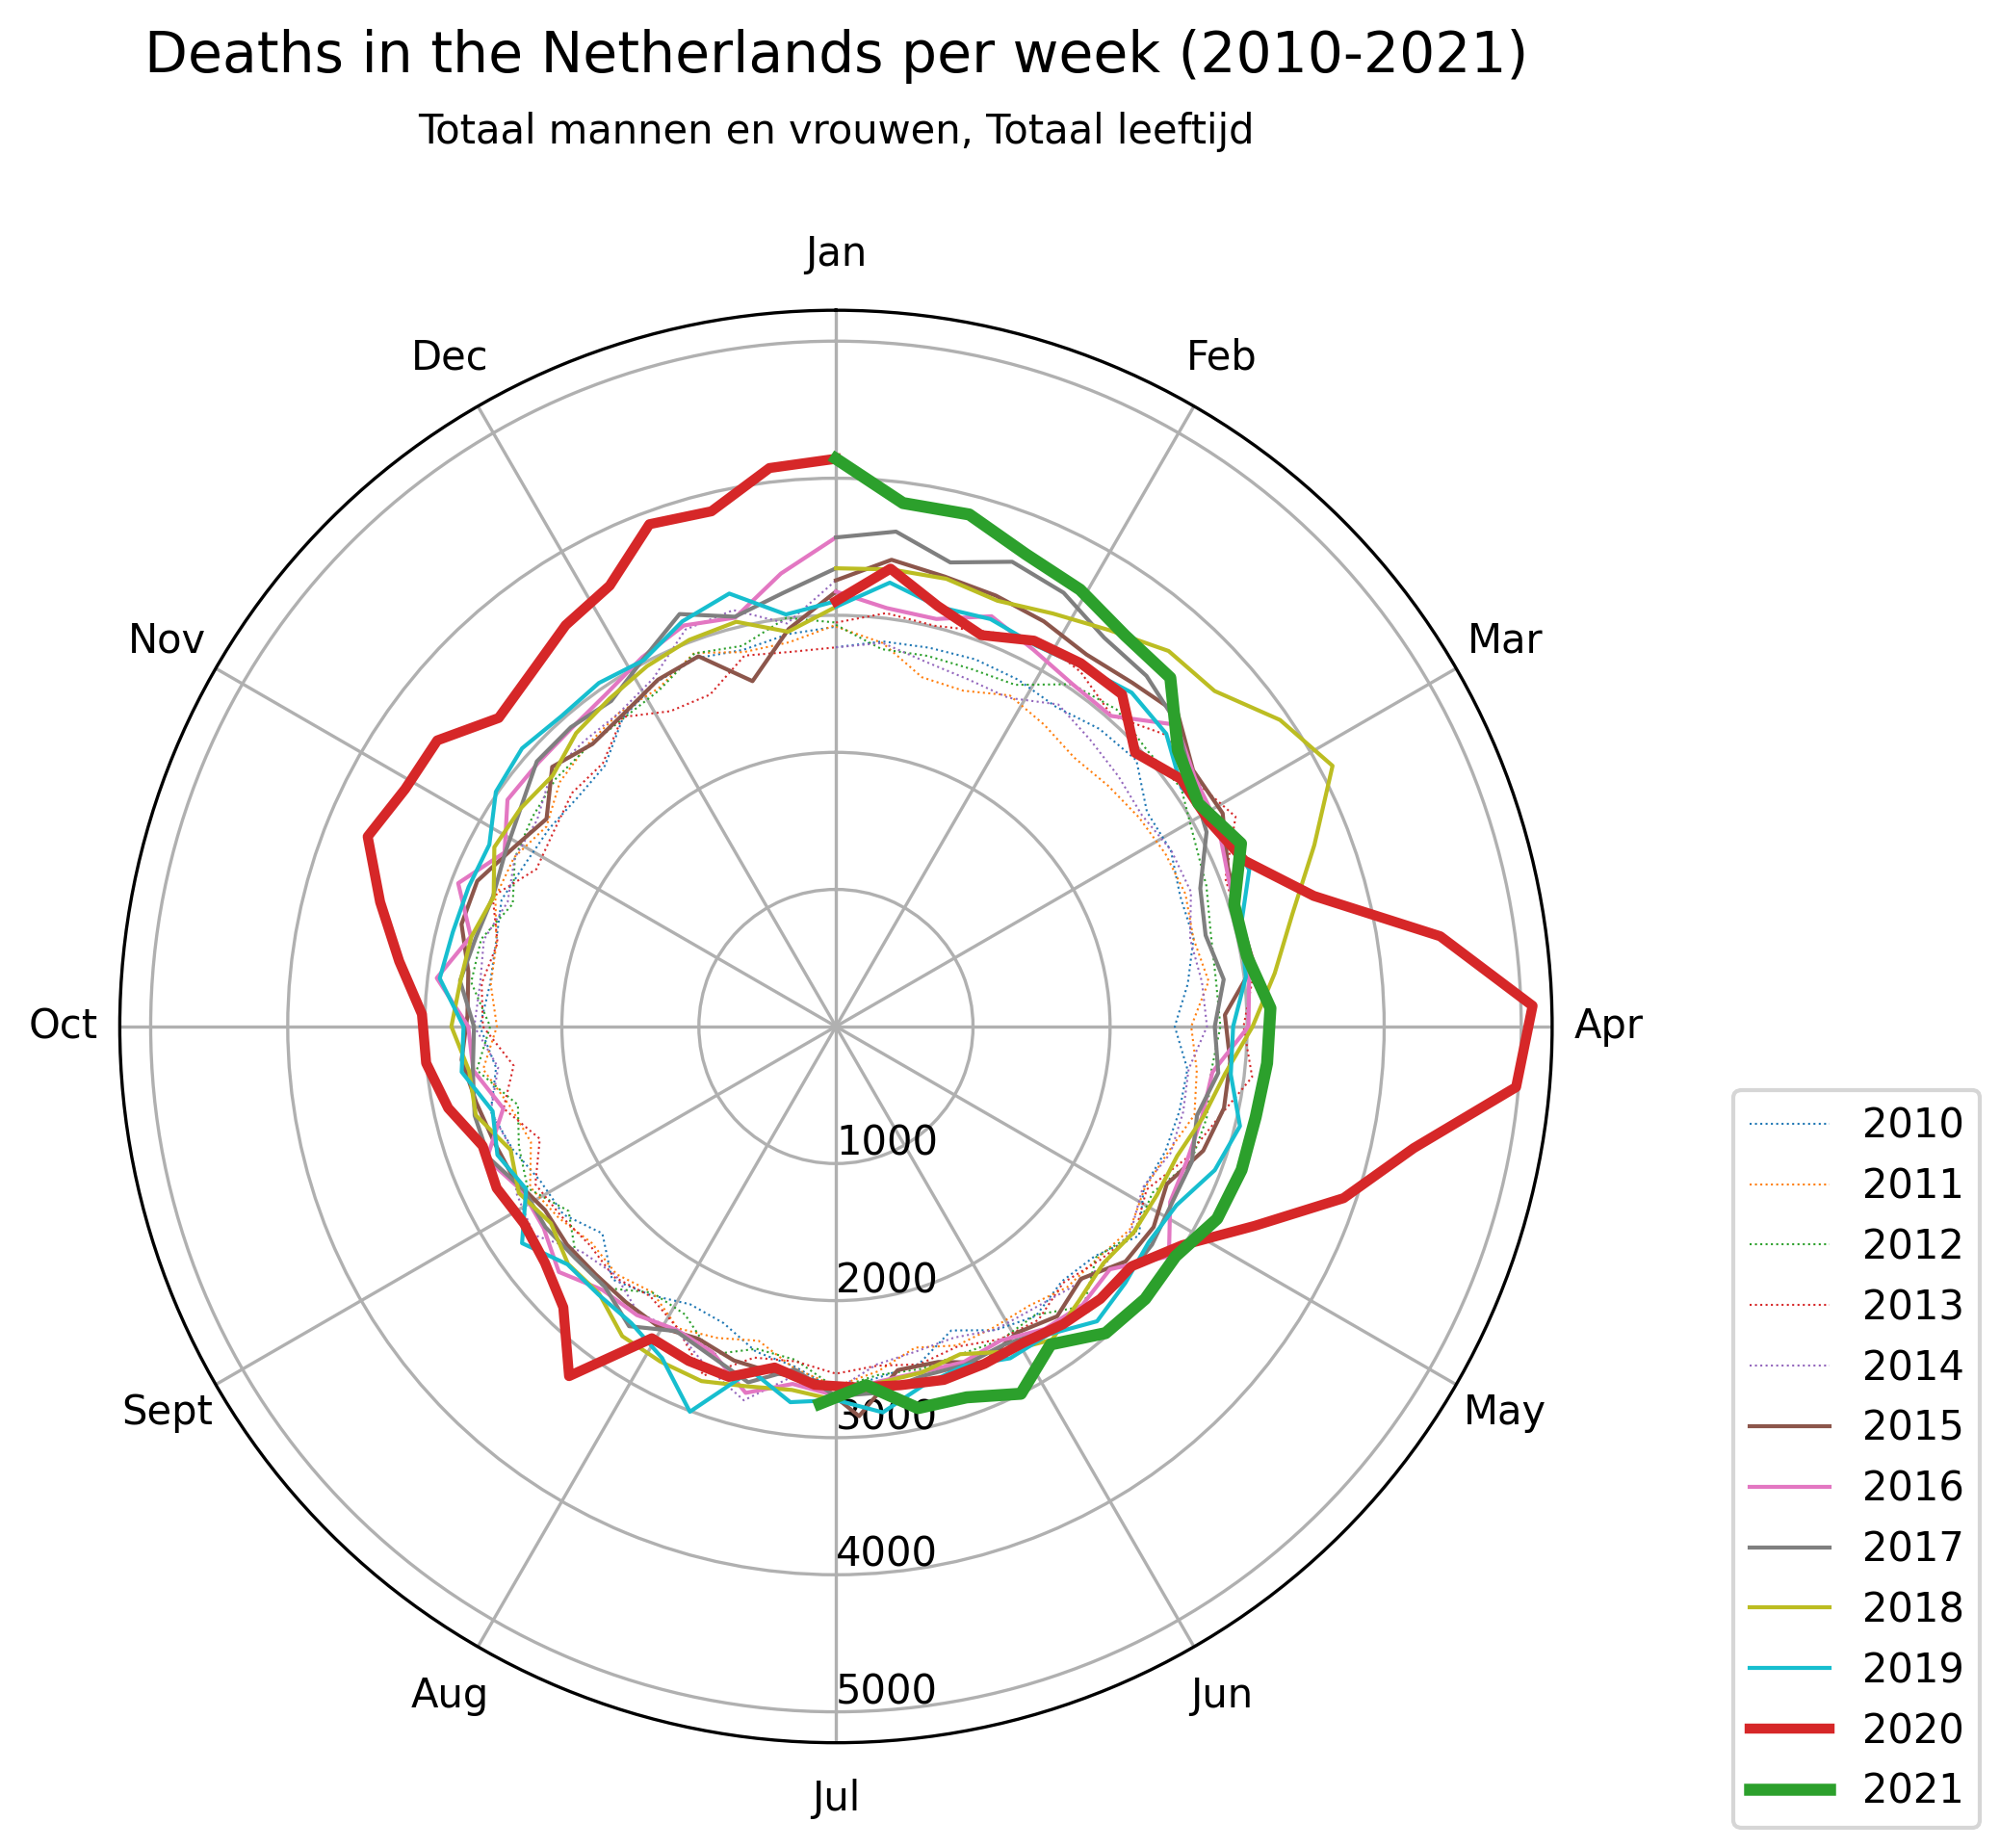 Deaths in the Netherlands per week (2010-2021)
Totaal mannen en vrouwen, Totaal leeftijd
Jan
Feb
Mar
Apr
May
Jun
Jul
Aug
Sept
Oct
Nov
Dec
1000
2000
3000
4000
5000
2010
2011
2012
2013
2014
2015
2016
2017
2018
2019
2020
2021